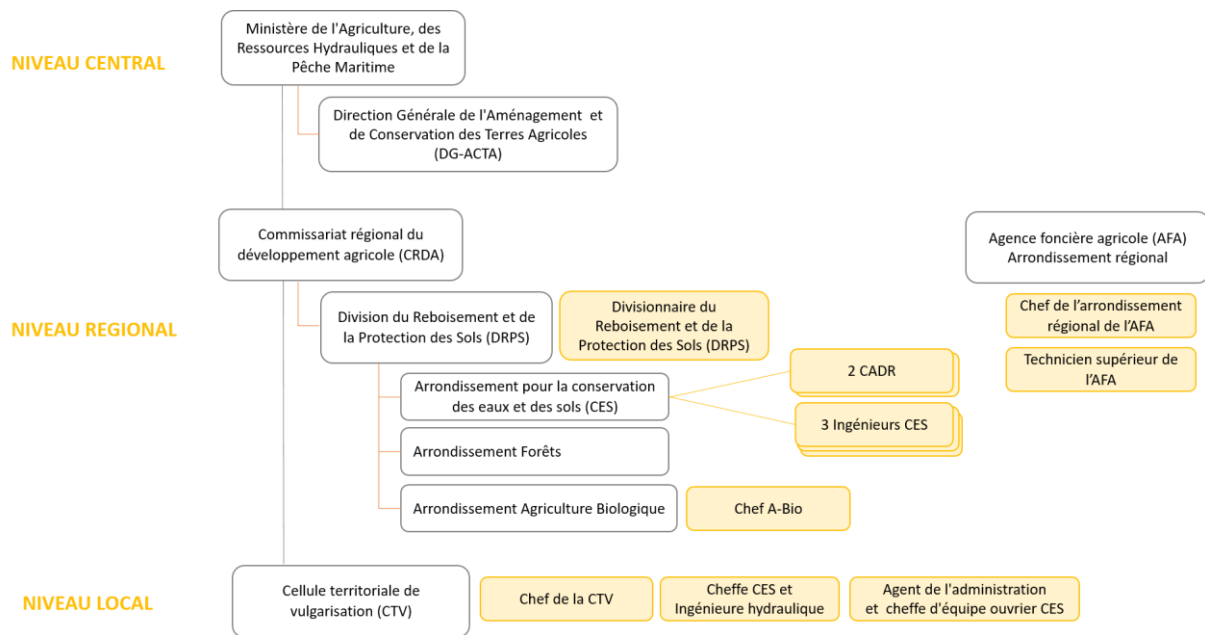 Ministère de l'Agriculture, des
Ressources Hydrauliques et de la
Pêche Maritime
NIVEAU CENTRAL
Direction Générale de l'Aménagement et
de Conservation des Terres Agricoles
(DG-ACTA)
Commissariat régional du
développement agricole (CRDA)
Agence foncière agricole (AFA)
Arrondissement régional
NIVEAU REGIONAL
Division du Reboisement et de
la Protection des Sols (DRPS)
Divisionnaire du
Reboisement et de la
Protection des Sols (DRPS)
Chef de l’arrondissement
régional de l’AFA
Technicien supérieur de
l’AFA
Arrondissement pour la conservation
des eaux et des sols (CES)
2 CADR
3 Ingénieurs CES
Arrondissement Forêts
Arrondissement Agriculture Biologique
Chef A-Bio
NIVEAU LOCAL
Cellule territoriale de
vulgarisation (CTV)
Chef de la CTV
Cheffe CES et
Ingénieure hydraulique
Agent de l'administration
et cheffe d'équipe ouvrier CES